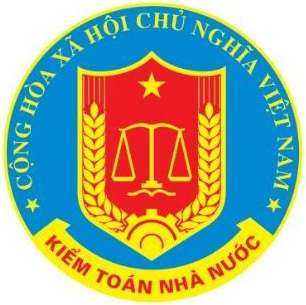 CỘNG HÒA XÃ HỘI CHỦ NGHĨA VIỆT NAM
KIỂM TOÁN NHÀ NƯỚC